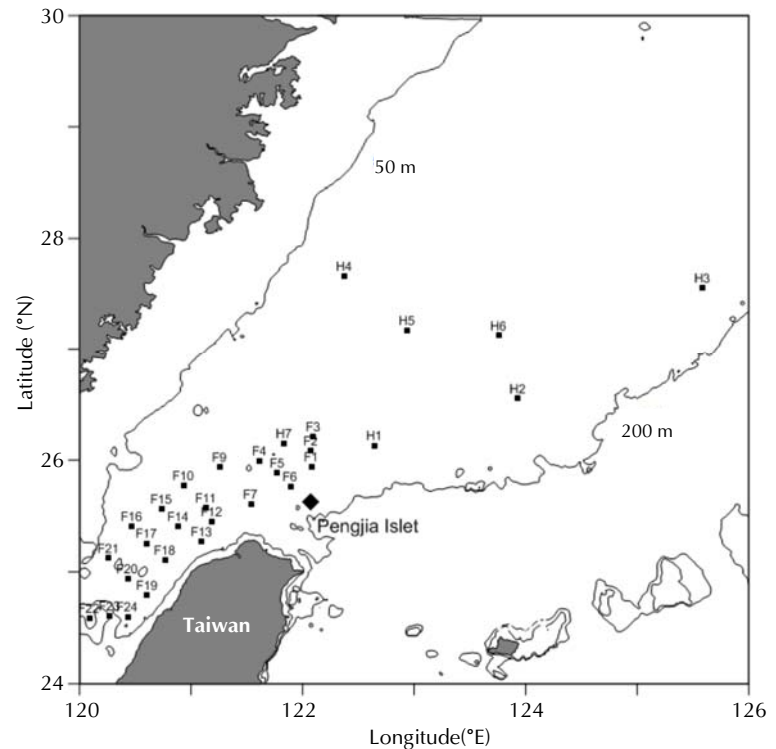 30
50 m
28
H4
H3
H5
H6
Latitude (°N)
H2
200 m
F3
26
H7
F2
H1
F4
F1
F9
F5
F10
F6
F15
F11
F7
F16
F14
F12
Pengjia Islet
F17
F13
F21
F18
F20
F19
F22
F23
F24
Taiwan
24
120
122
124
126
Longitude(°E)